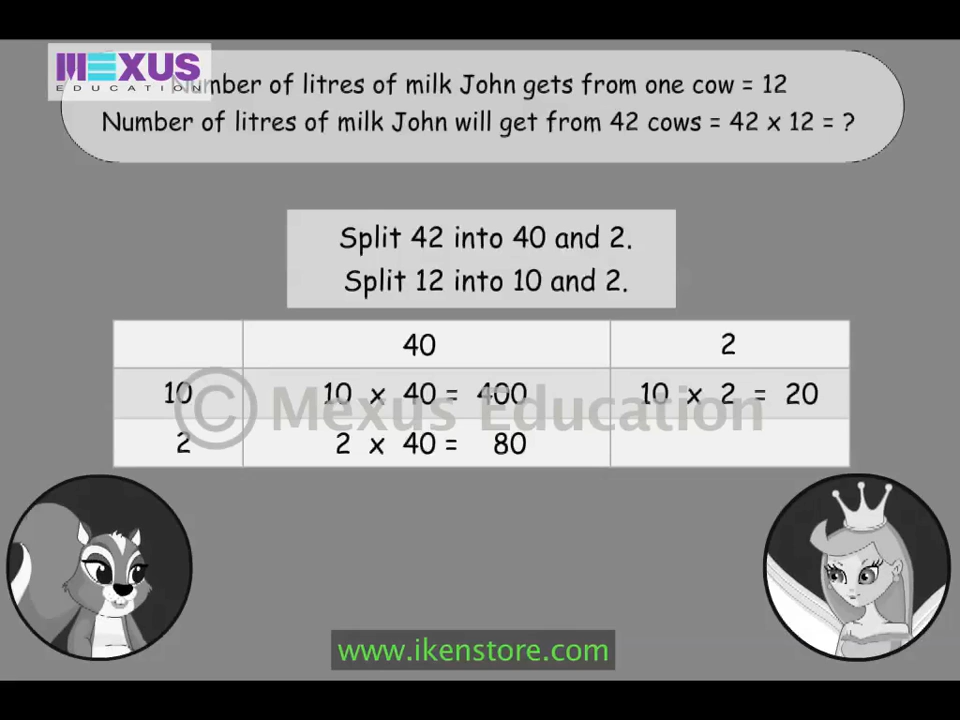 MEXUS
EDUCATION
Number of litres of milk John gets from one cow = 12
Number of litres of milk John will get from 42 cows = 42 x 12 = ?
Split 42 into 40 and 2.
Split 12 into 10 and 2.
40 2
10 10 x 40 = 400 10 x 2 = 20
© Mexus Education
2 2 x 40 = 80
www.ikenstore.com